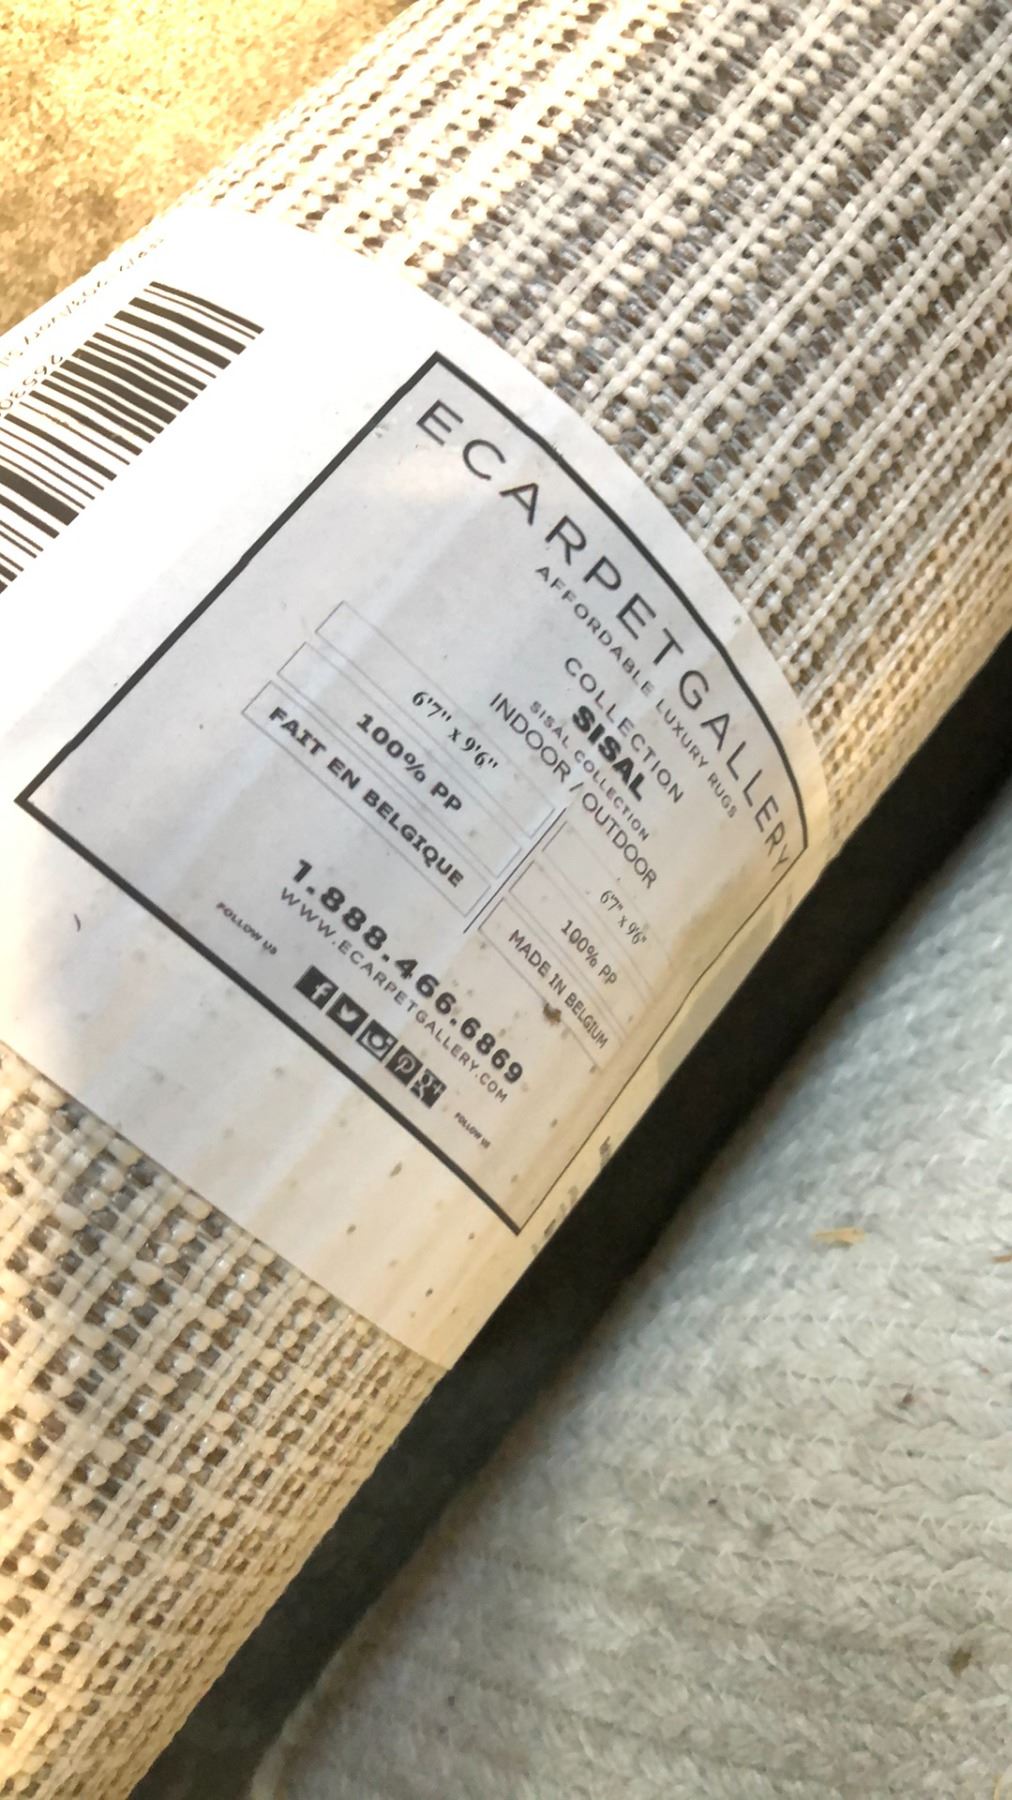 ECARPETGALLERY
AFFORDABLE LUXURY RUGS
COLLECTION
SISAL
SISAL COLLECTION
INDOOR / OUTDOOR
6'7" x 9'6"
100% PP
FAIT EN BELGIQUE
6'7" x 9'6"
100% PP
MADE IN BELGIUM
1.888.466.6869
WWW.ECARPETGALLERY.COM
FOLLOW US
FOLLOW US